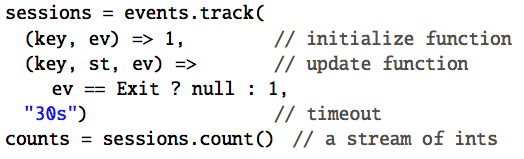 sessions = events.track(
  (key, ev) => 1,          // initialize function
  (key, st, ev) =>         // update function
    ev == Exit ? null : 1,
  "30s")                   // timeout
counts = sessions.count()  // a stream of ints